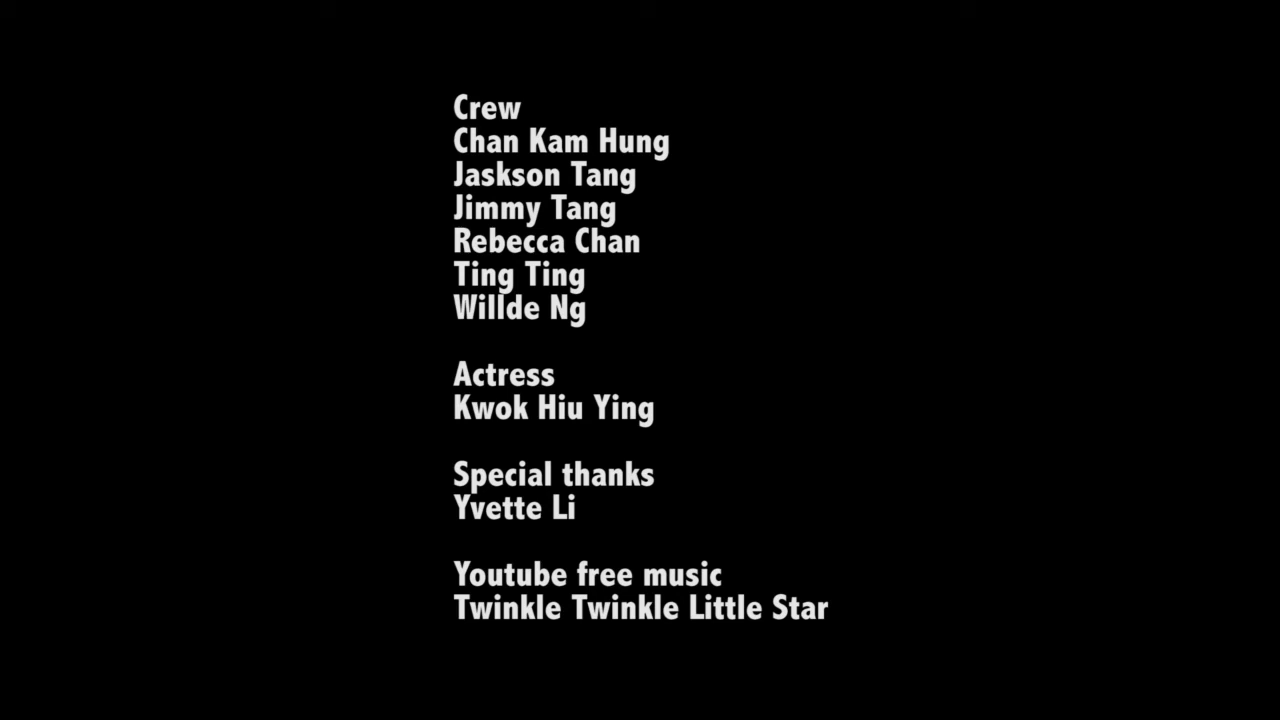 Crew
Chan Kam Hung
Jaskson Tang
Jimmy Tang
Rebecca Chan
Ting Ting
Willde Ng
Actress
Kwok Hiu Ying
Special thanks
Yvette Li
Youtube free music
Twinkle Twinkle Little Star